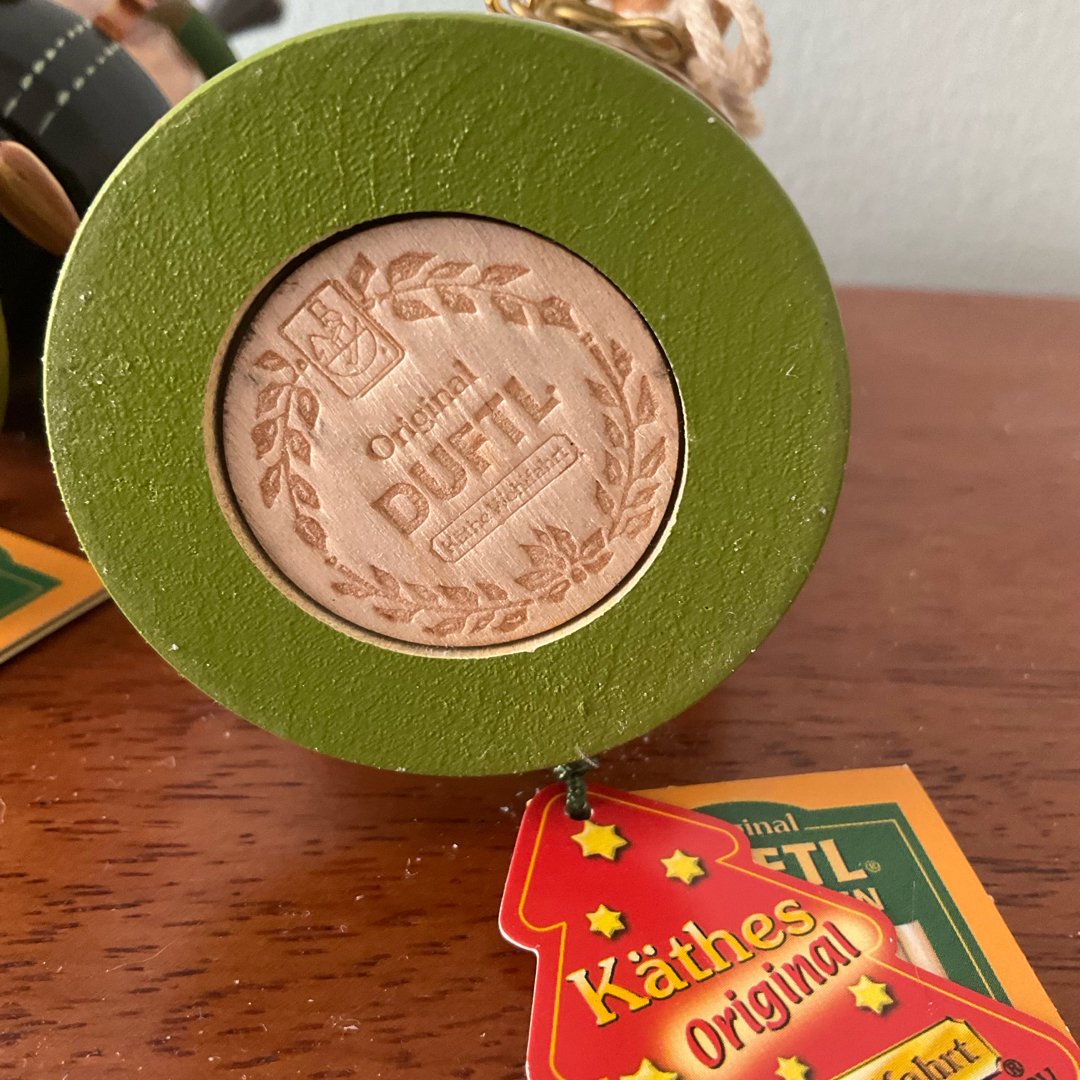 Original
DUFTL
Käthe Wohlfahrt
Käthes
Original
fahrt®
inal
FTL®
N